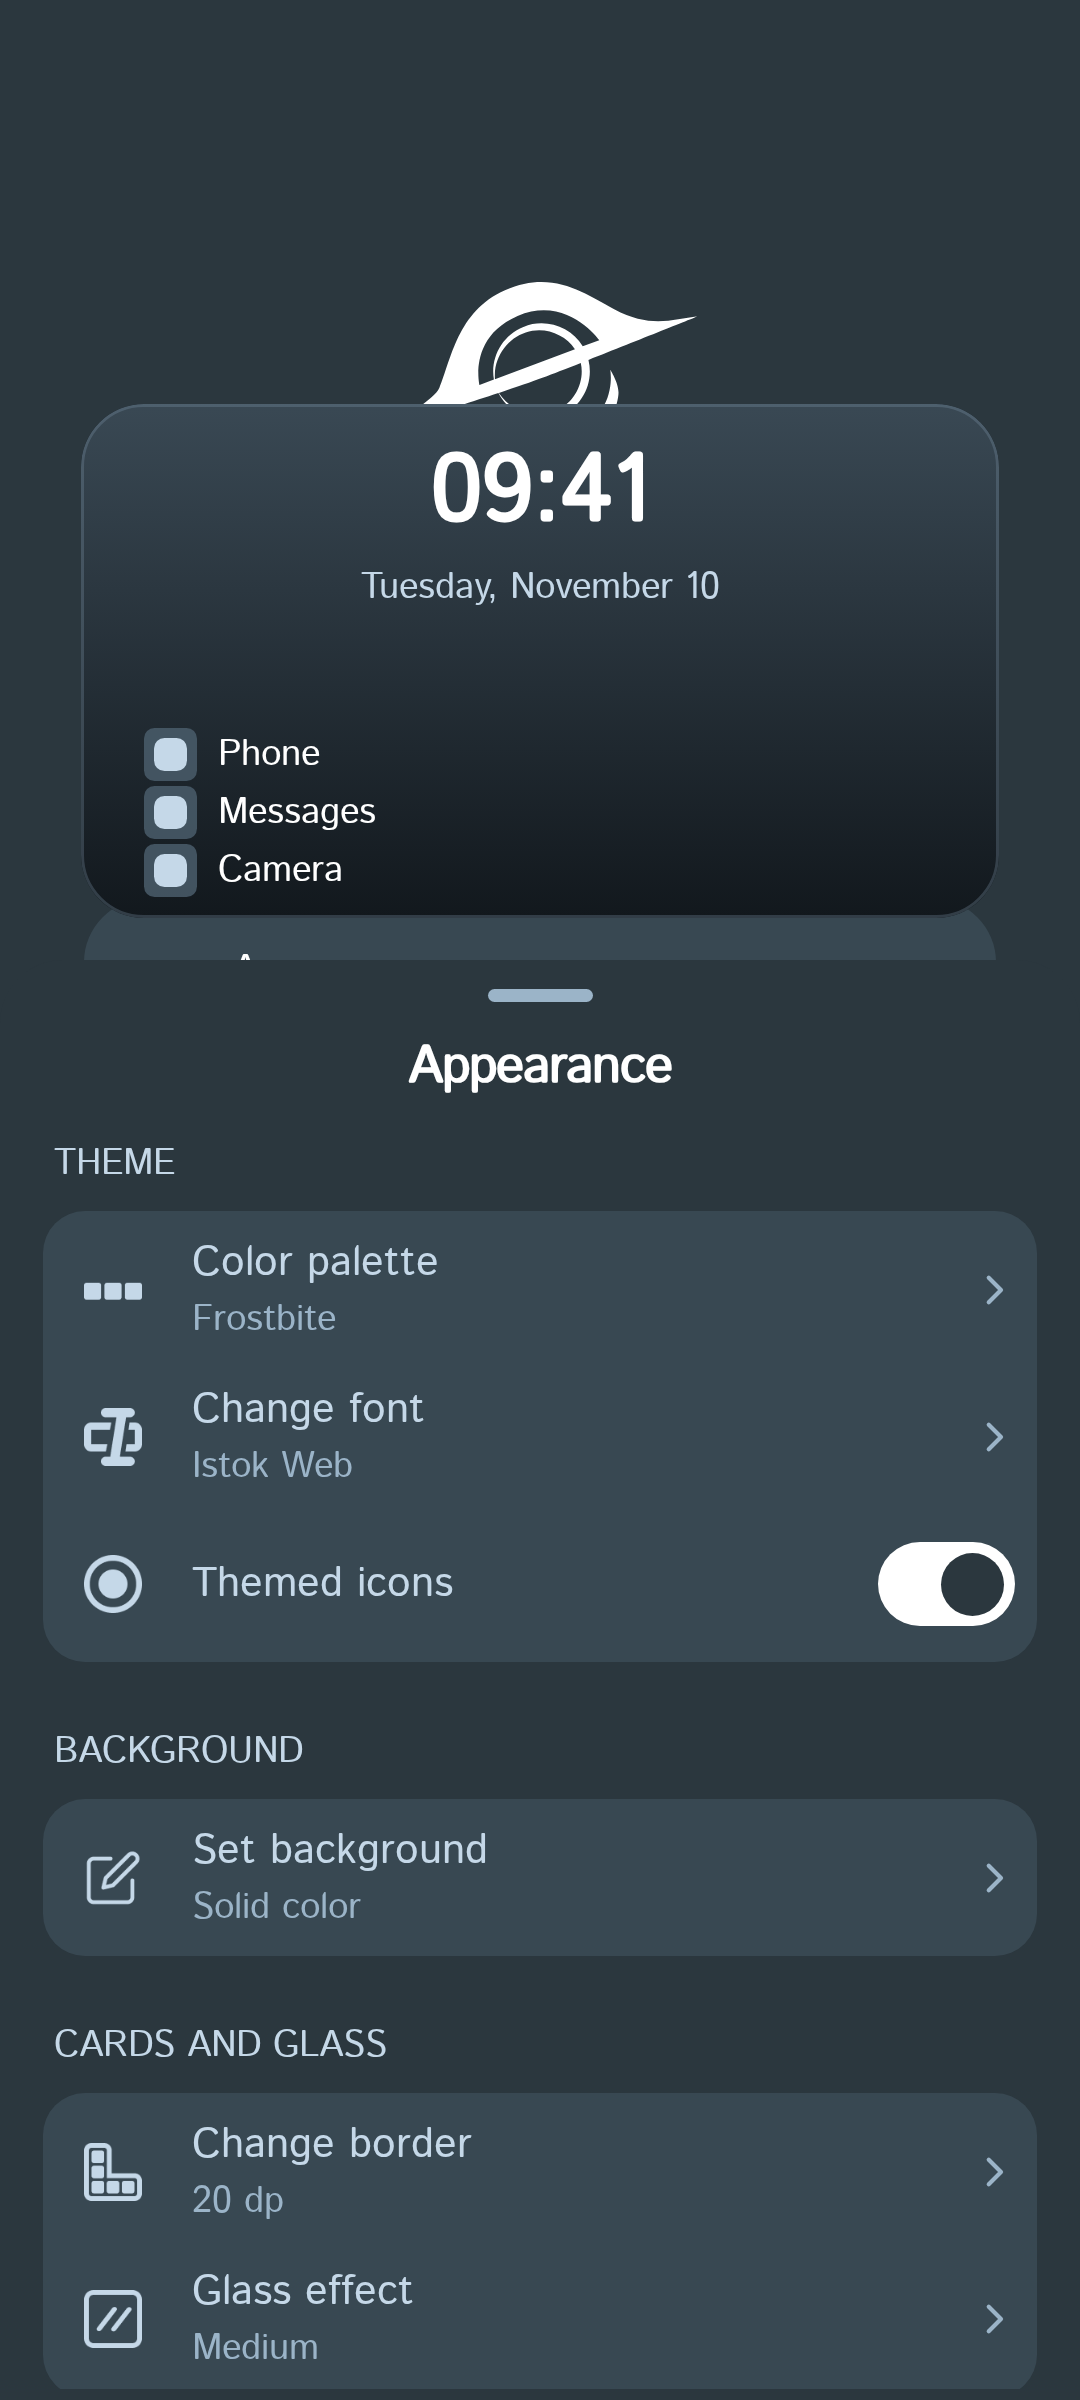 09:41
Tuesday, November 10
Phone
Messages
Camera
Appearance
THEME
Color palette
Frostbite
Change font
Istok Web
Themed icons
BACKGROUND
Set background
Solid color
CARDS AND GLASS
Change border
20 dp
Glass effect
Medium